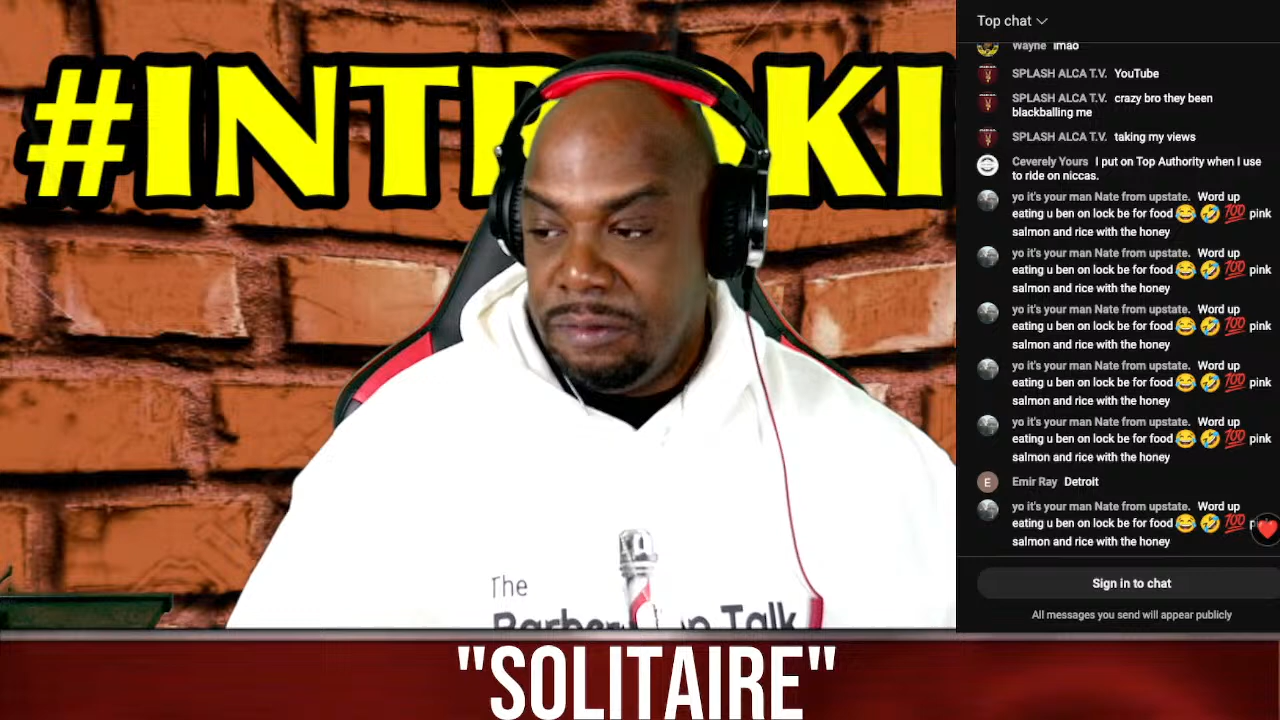 #INTR KI
The
Talk
"SOLITAIRE"
Top chat
Wayne lmao
SPLASH ALCA T.V. YouTube
SPLASH ALCA T.V. crazy bro they been
blackballing me
SPLASH ALCA T.V. taking my views
Ceverely Yours I put on Top Authority when I use
to ride on niccas.
yo it's your man Nate from upstate. Word up
eating u ben on lock be for food 😂 🤣 💯 pink
salmon and rice with the honey
yo it's your man Nate from upstate. Word up
eating u ben on lock be for food 😂 🤣 💯 pink
salmon and rice with the honey
yo it's your man Nate from upstate. Word up
eating u ben on lock be for food 😂 🤣 💯 pink
salmon and rice with the honey
yo it's your man Nate from upstate. Word up
eating u ben on lock be for food 😂 🤣 💯 pink
salmon and rice with the honey
yo it's your man Nate from upstate. Word up
eating u ben on lock be for food 😂 🤣 💯 pink
salmon and rice with the honey
E
Emir Ray Detroit
yo it's your man Nate from upstate. Word up
eating u ben on lock be for food 😂 🤣 💯
salmon and rice with the honey
Sign in to chat
All messages you send will appear publicly